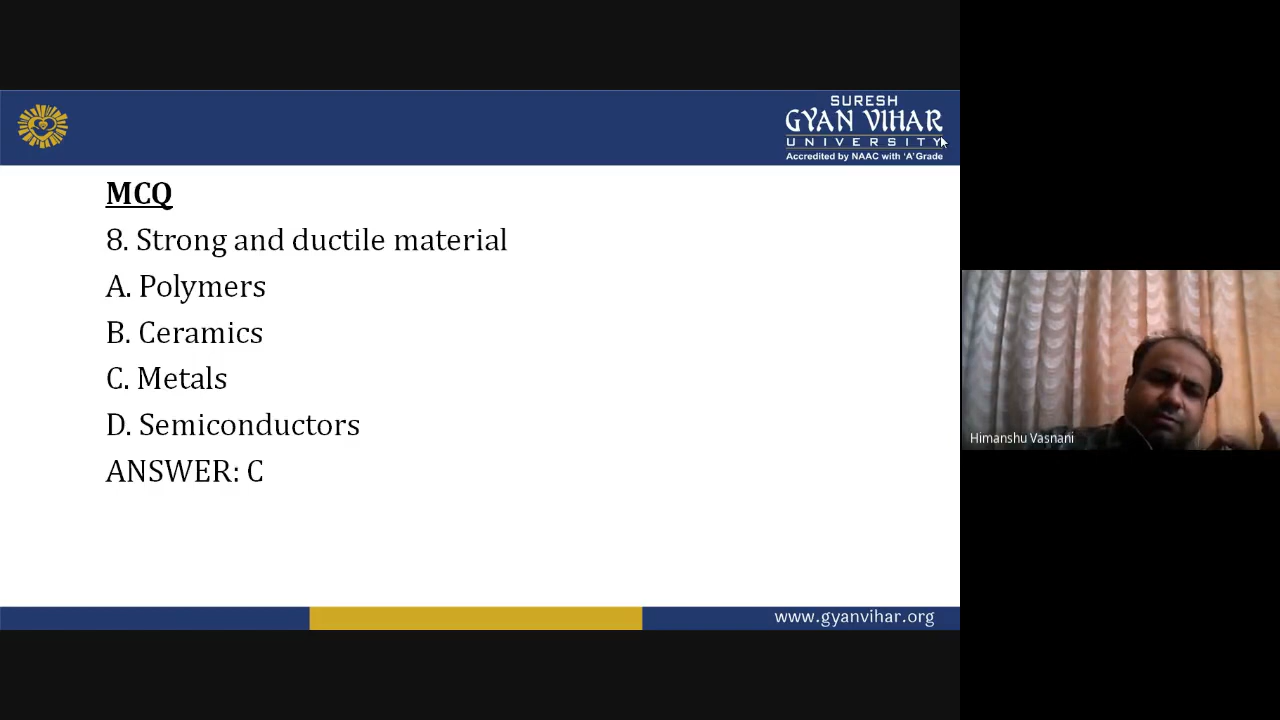 SURESH
GYAN VIHAR
UNIVERSITY
Accredited by NAAC with 'A' Grade
MCQ
8. Strong and ductile material
A. Polymers
B. Ceramics
C. Metals
D. Semiconductors
ANSWER: C
www.gyanvihar.org
Himanshu Vasnani